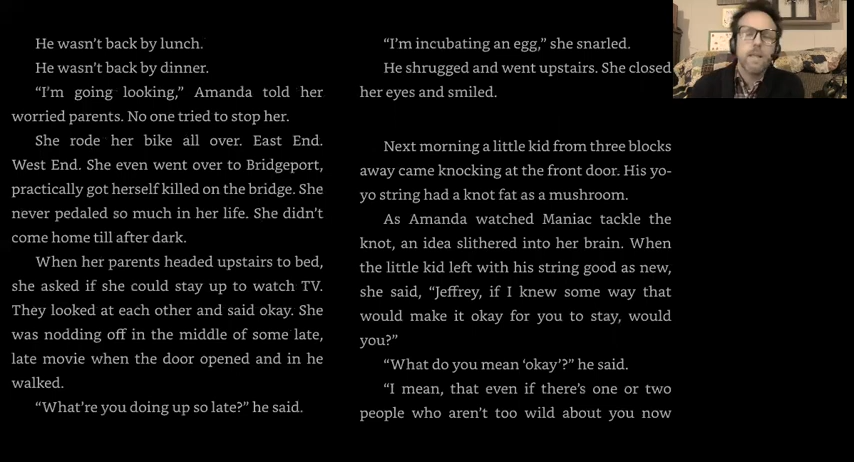 He wasn't back by lunch.
He wasn't back by dinner.
“I'm going looking,” Amanda told her
worried parents. No one tried to stop her.
She rode her bike all over. East End.
West End. She even went over to Bridgeport,
practically got herself killed on the bridge. She
never pedaled so much in her life. She didn't
come home till after dark.
When her parents headed upstairs to bed,
she asked if she could stay up to watch TV.
They looked at each other and said okay. She
was nodding off in the middle of some late,
late movie when the door opened and in he
walked.
“What're you doing up so late?” he said.
“I'm incubating an egg,” she snarled.
He shrugged and went upstairs. She closed
her eyes and smiled.
Next morning a little kid from three blocks
away came knocking at the front door. His yo-
yo string had a knot fat as a mushroom.
As Amanda watched Maniac tackle the
knot, an idea slithered into her brain. When
the little kid left with his string good as new,
she said, “Jeffrey, if I knew some way that
would make it okay for you to stay, would
you?”
“What do you mean ‘okay’?” he said.
“I mean, that even if there's one or two
people who aren't too wild about you now